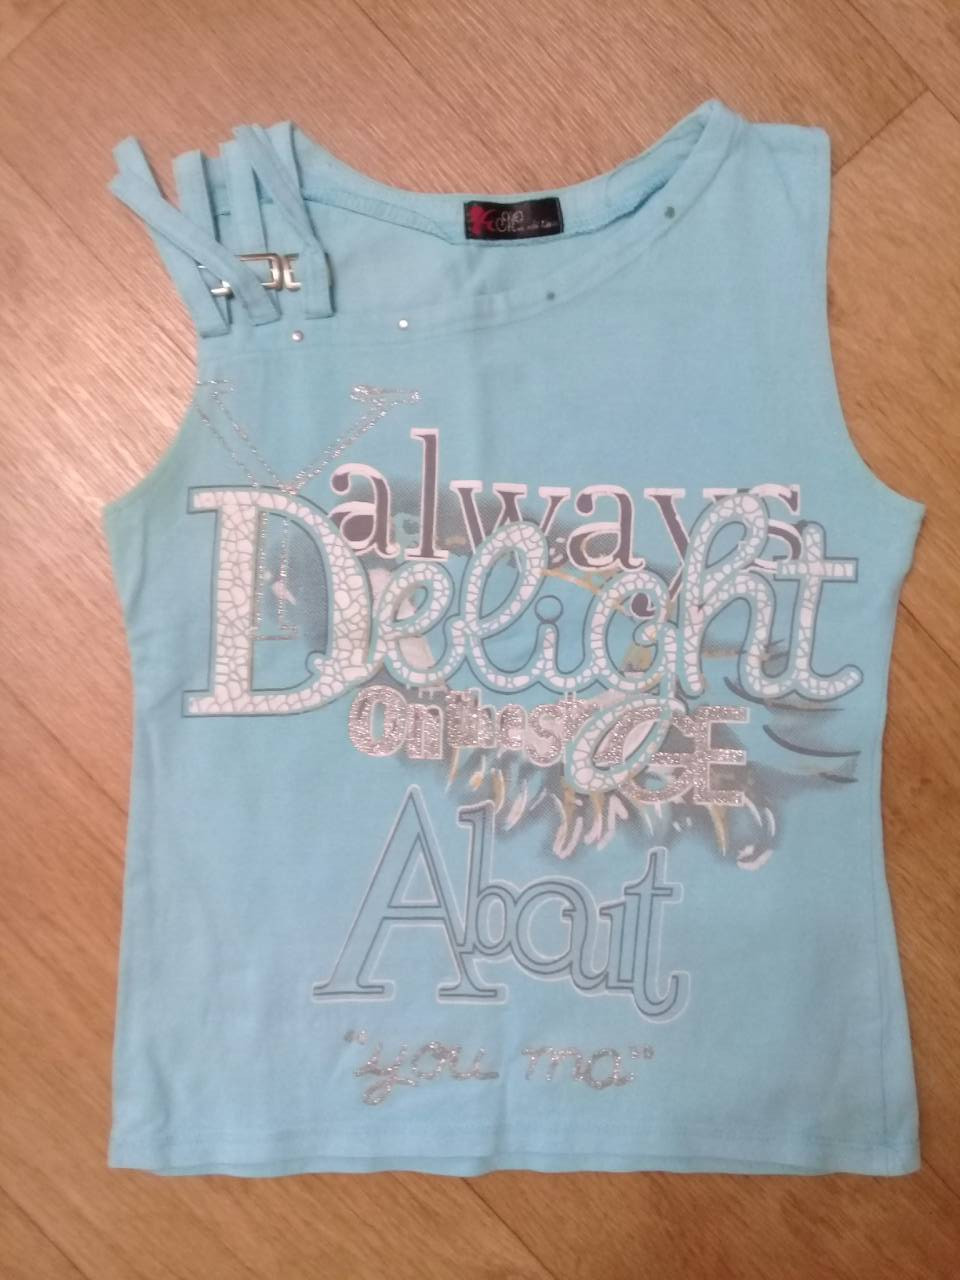 Y
always
Delight
On the stAGE
About
"you ma"